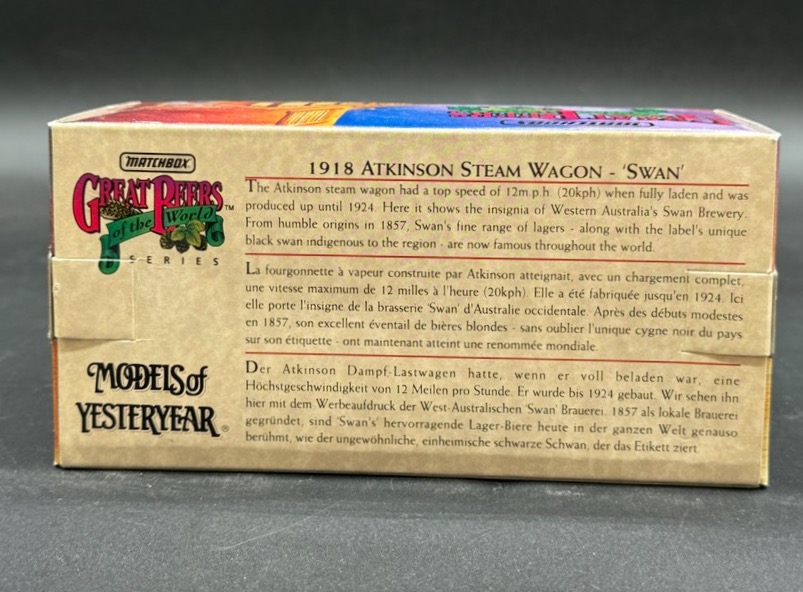 MATCHBOX
GREAT BEERS
of the World™
SERIES
MODELS of
YESTERYEAR®
1918 ATKINSON STEAM WAGON - 'SWAN'
The Atkinson steam wagon had a top speed of 12m.p.h. (20kph) when fully laden and was
produced up until 1924. Here it shows the insignia of Western Australia's Swan Brewery.
From humble origins in 1857, Swan's fine range of lagers - along with the label's unique
black swan indigenous to the region - are now famous throughout the world.
La fourgonnette à vapeur construite par Atkinson atteignait, avec un chargement complet,
une vitesse maximum de 12 milles à l'heure (20kph). Elle a été fabriquée jusqu'en 1924. Ici
elle porte l'insigne de la brasserie 'Swan' d'Australie occidentale. Après des débuts modestes
en 1857, son excellent éventail de bières blondes - sans oublier l'unique cygne noir du pays
sur son étiquette - ont maintenant atteint une renommée mondiale.
Der Atkinson Dampf-Lastwagen hatte, wenn er voll beladen war, eine
Höchstgeschwindigkeit von 12 Meilen pro Stunde. Er wurde bis 1924 gebaut. Wir sehen ihn
hier mit dem Werbeaufdruck der West-Australischen 'Swan' Brauerei. 1857 als lokale Brauerei
gegründet, sind 'Swan's' hervorragende Lager-Biere heute in der ganzen Welt genauso
berühmt, wie der ungewöhnliche, einheimische schwarze Schwan, der das Etikett ziert.